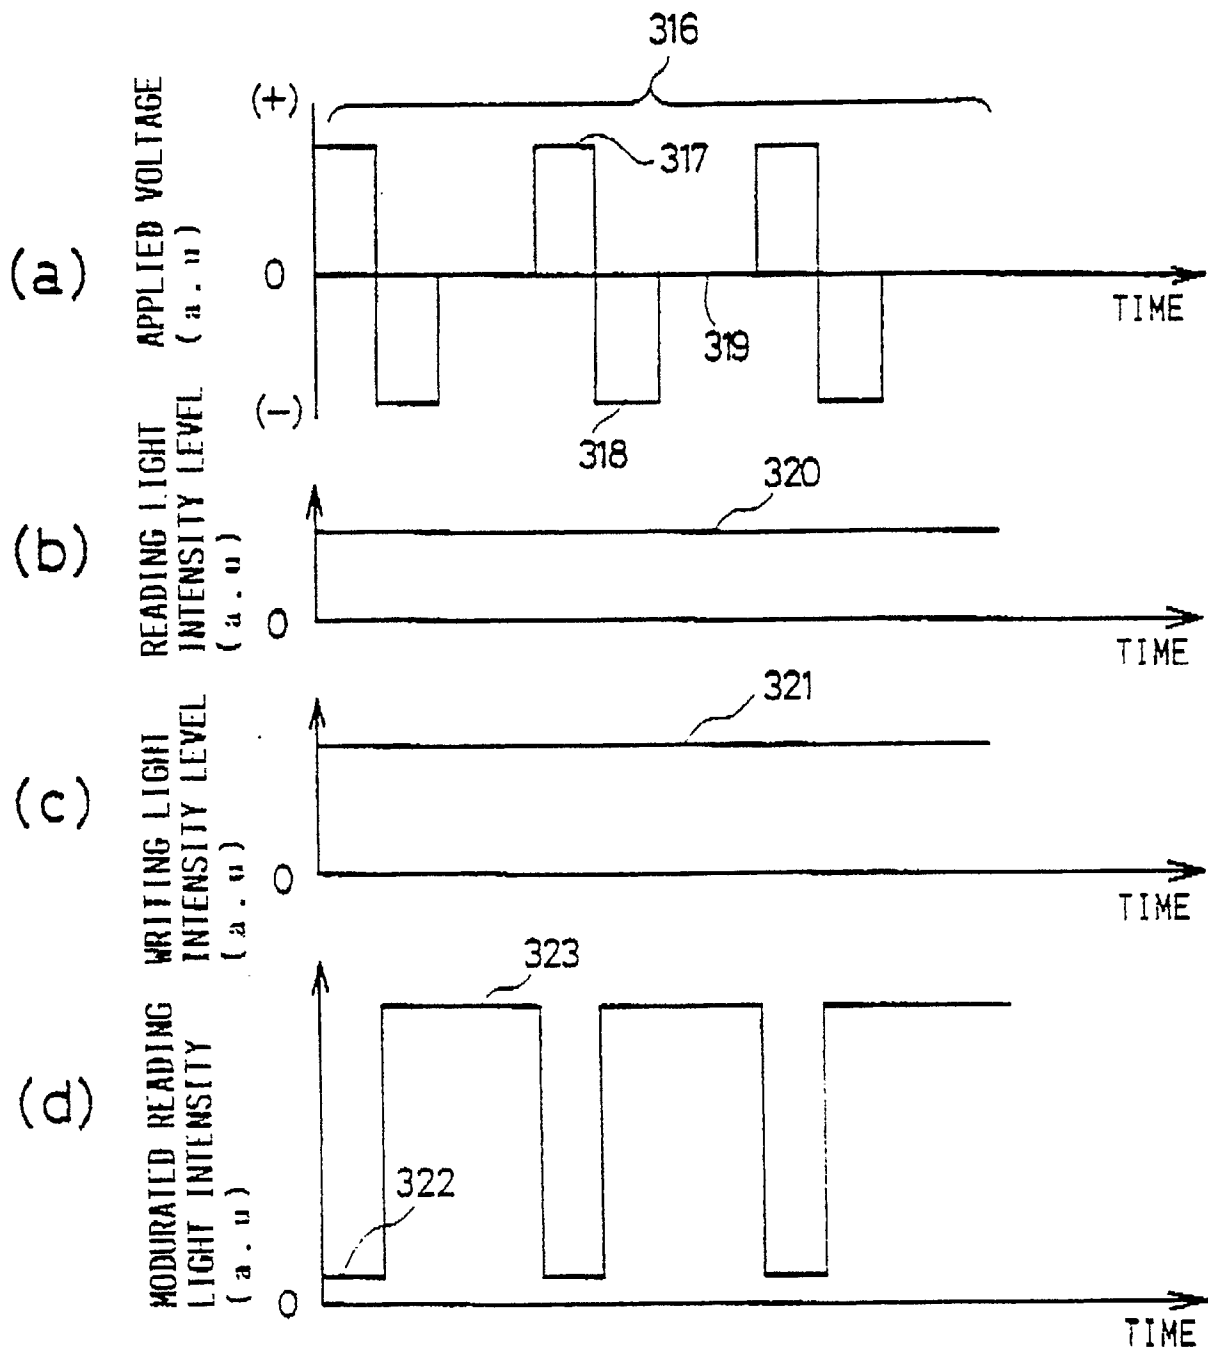 316
(+)
317
(a)
APPLIED VOLTAGE
(a.u)
0
TIME
319
(-)
318
(b)
READING LIGHT
INTENSITY LEVEL
(a.u)
320
0
TIME
(c)
WRITING LIGHT
INTENSITY LEVEL
(a.u)
321
0
TIME
(d)
MODURATED READING
LIGHT INTENSITY
(a.u)
323
322
0
TIME